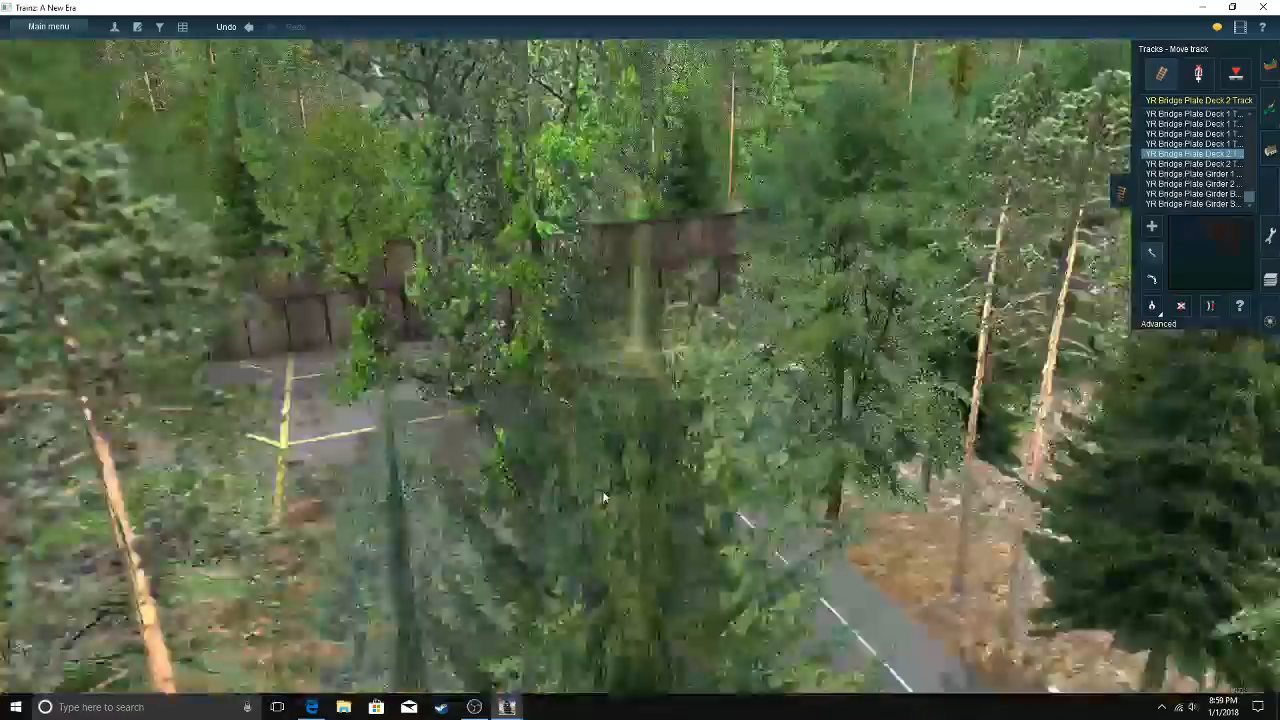 Trainz: A New Era
Main menu
Undo
Redo
Tracks - Move track
YR Bridge Plate Deck 2 Track
YR Bridge Plate Deck 1 T...
YR Bridge Plate Deck 1 T...
YR Bridge Plate Deck 1 T...
YR Bridge Plate Deck 1 T...
YR Bridge Plate Deck 2 T...
YR Bridge Plate Deck 2 T...
YR Bridge Plate Girder 1 ...
YR Bridge Plate Girder 2 ...
YR Bridge Plate Girder B...
YR Bridge Plate Girder S...
Advanced
Type here to search
8:59 PM
1/1/2018